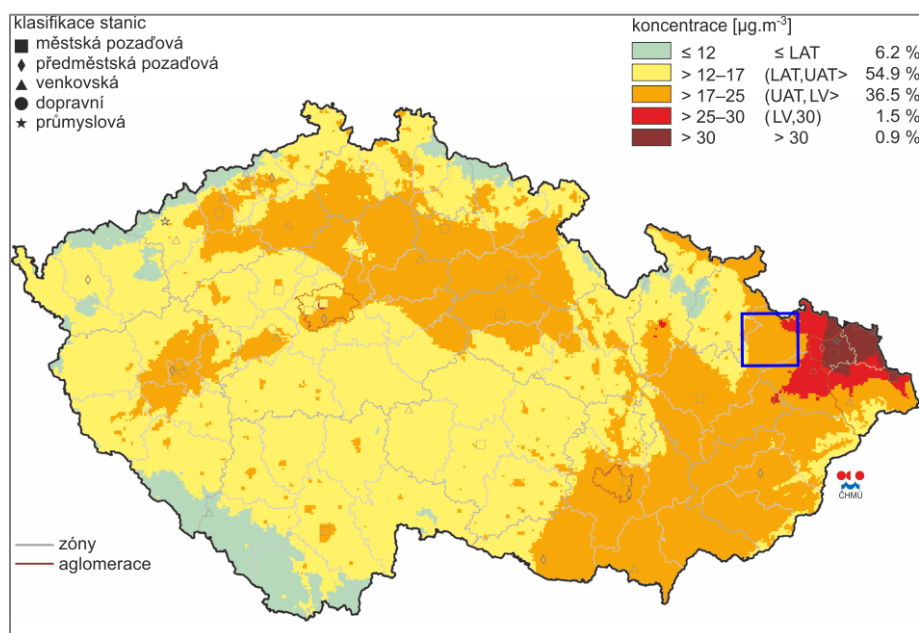 klasifikace stanic
městská pozaďová
předměstská pozaďová
venkovská
dopravní
průmyslová
koncentrace [µg.m⁻³]
≤ 12 ≤ LAT 6.2 %
> 12–17 (LAT,UAT> 54.9 %
> 17–25 (UAT, LV> 36.5 %
> 25–30 (LV,30) 1.5 %
> 30 > 30 0.9 %
ČHMÚ
zóny
aglomerace